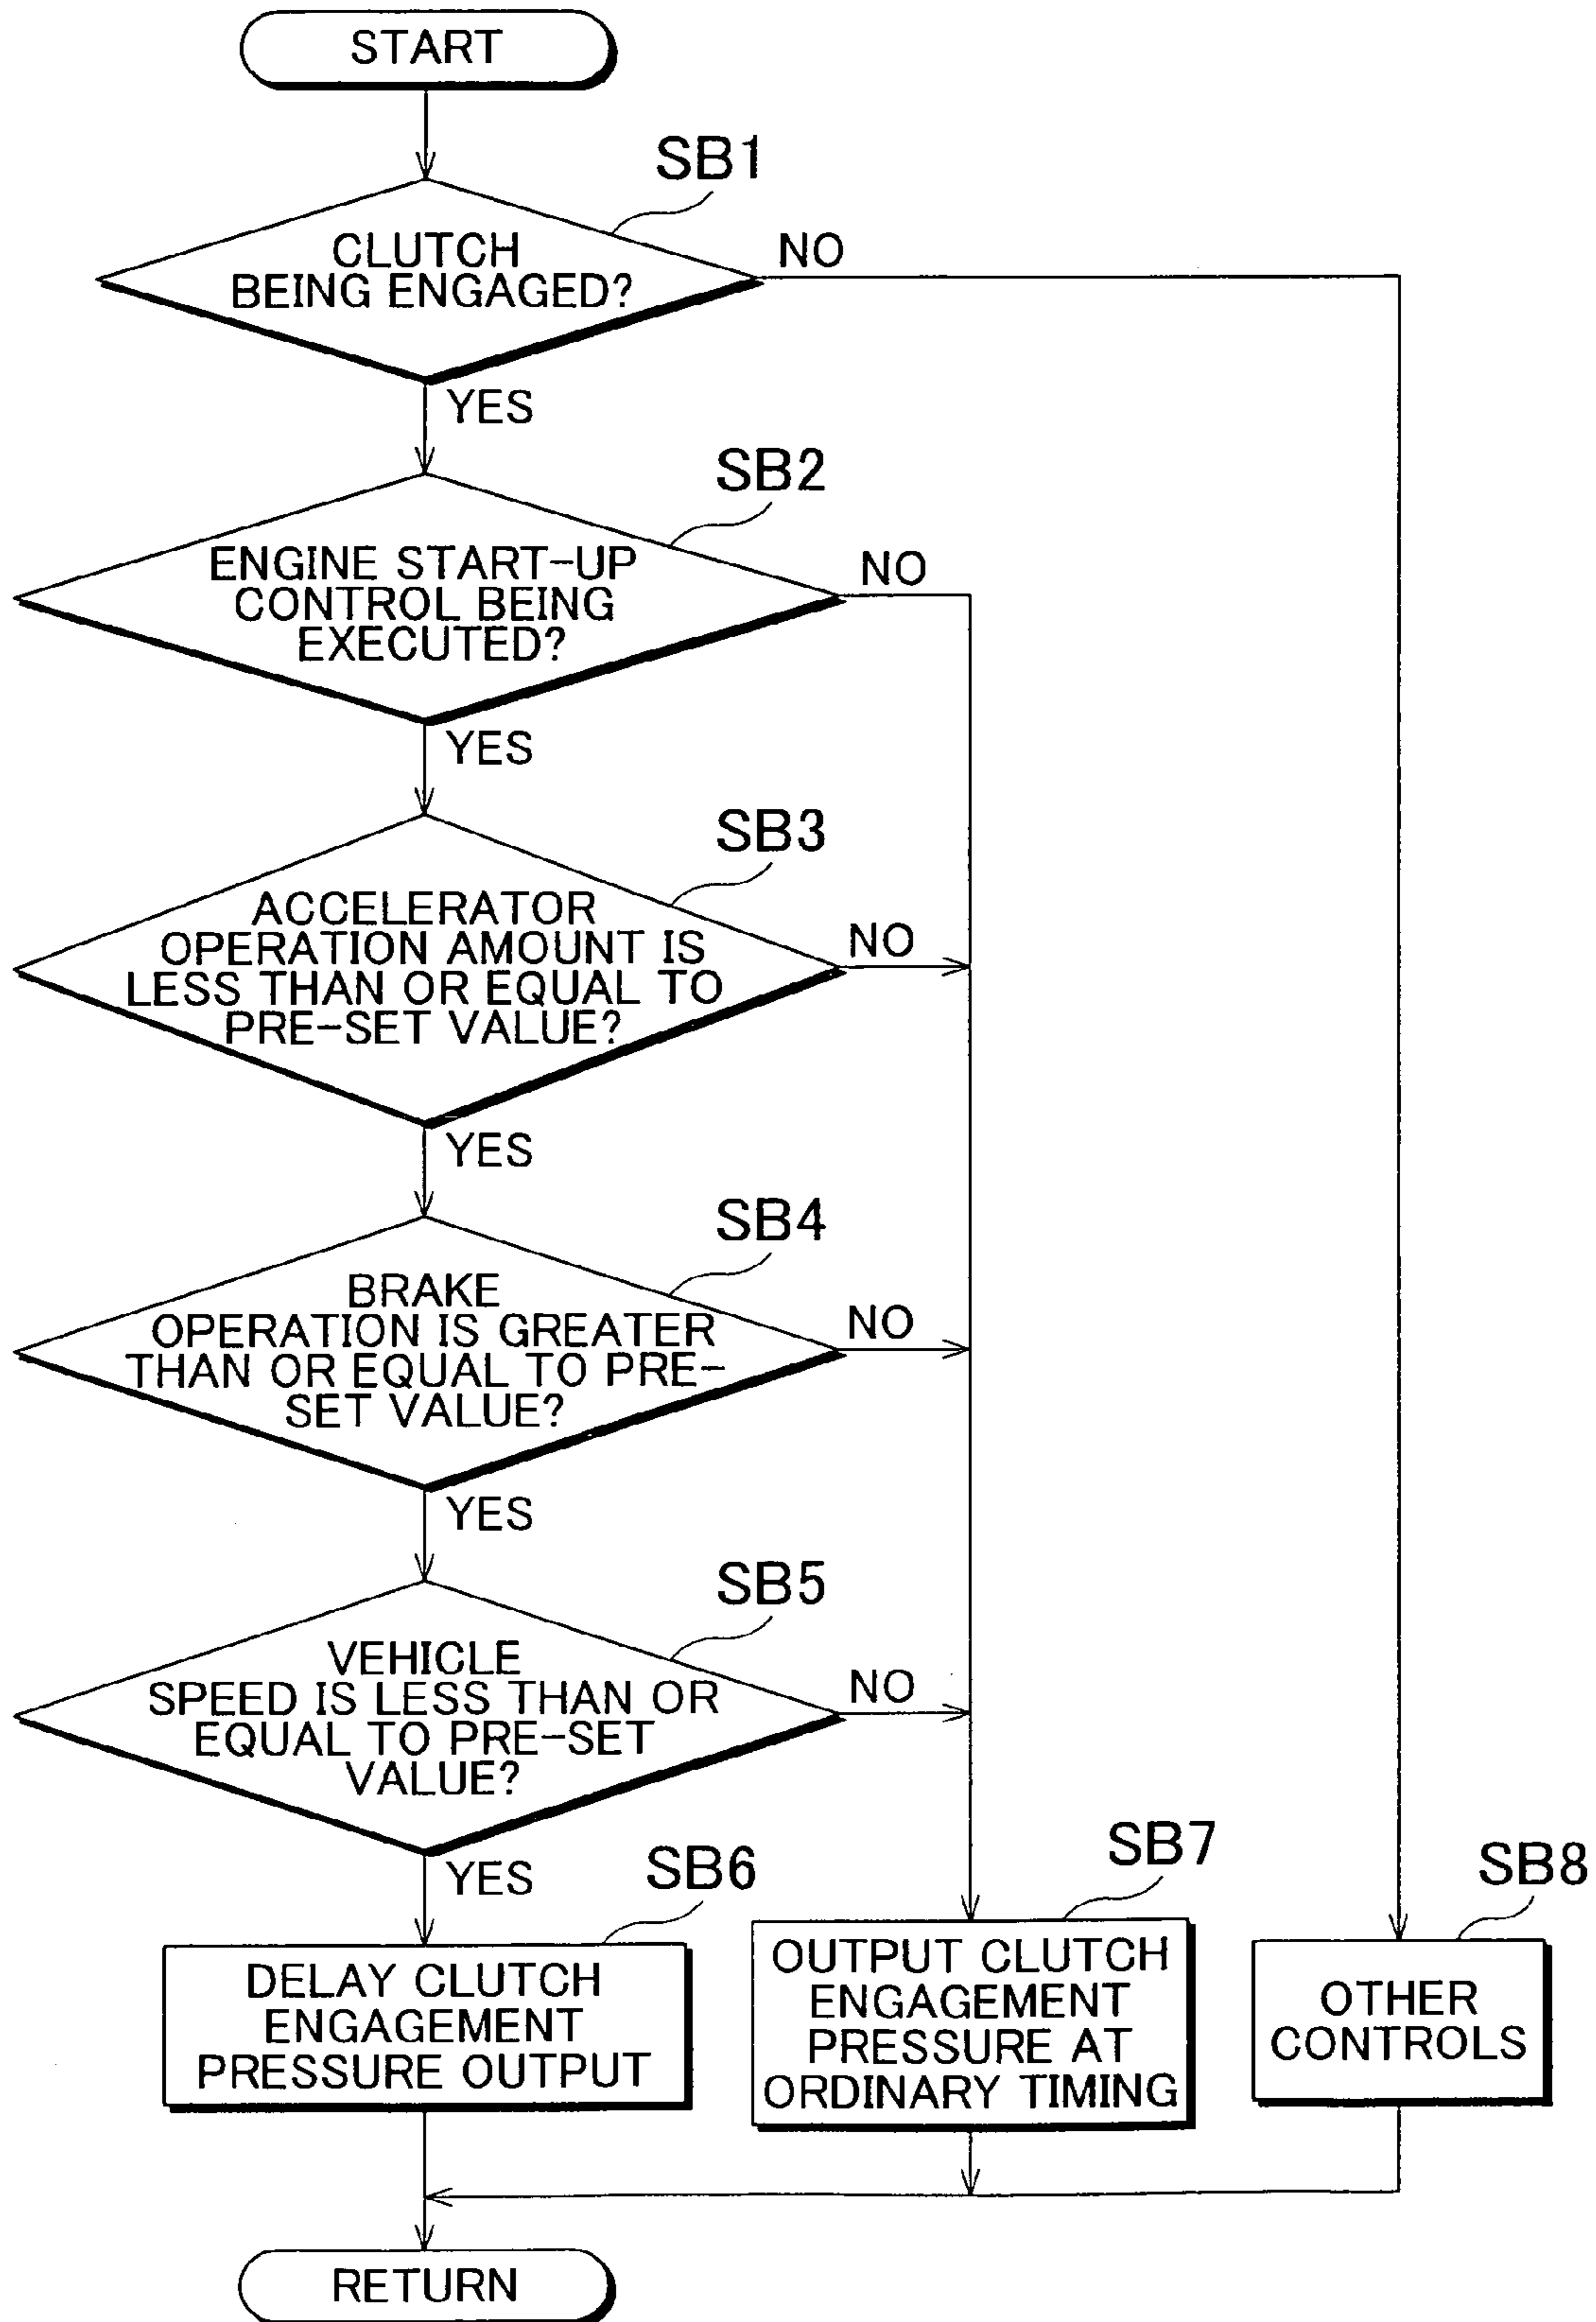 START
SB1
CLUTCH
BEING ENGAGED?
NO
YES
SB2
ENGINE START-UP
CONTROL BEING
EXECUTED?
NO
YES
SB3
ACCELERATOR
OPERATION AMOUNT IS
LESS THAN OR EQUAL TO
PRE-SET VALUE?
NO
YES
SB4
BRAKE
OPERATION IS GREATER
THAN OR EQUAL TO PRE-
SET VALUE?
NO
YES
SB5
VEHICLE
SPEED IS LESS THAN OR
EQUAL TO PRE-SET
VALUE?
NO
YES
SB6
DELAY CLUTCH
ENGAGEMENT
PRESSURE OUTPUT
SB7
OUTPUT CLUTCH
ENGAGEMENT
PRESSURE AT
ORDINARY TIMING
SB8
OTHER
CONTROLS
RETURN